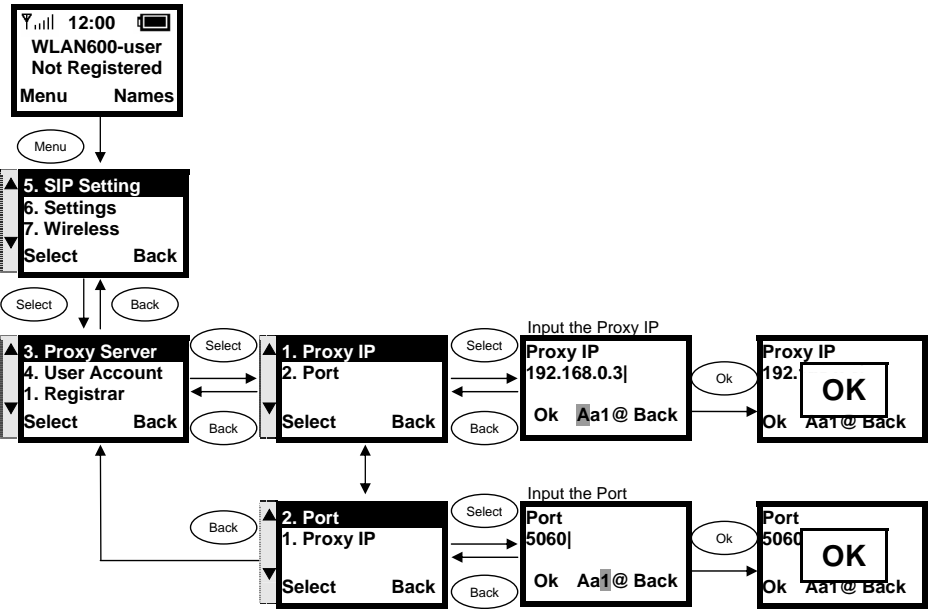 12:00
WLAN600-user
Not Registered
Menu Names
Menu
5. SIP Setting
6. Settings
7. Wireless
Select Back
Select
Back
3. Proxy Server
4. User Account
1. Registrar
Select Back
Select
Back
1. Proxy IP
2. Port
Select Back
Select
Back
Input the Proxy IP
Proxy IP
192.168.0.3|
Ok Aa1@ Back
Ok
Proxy IP
192.
OK
Ok Aa1@ Back
Back
2. Port
1. Proxy IP
Select Back
Select
Back
Input the Port
Port
5060|
Ok Aa1@ Back
Ok
Port
5060
OK
Ok Aa1@ Back